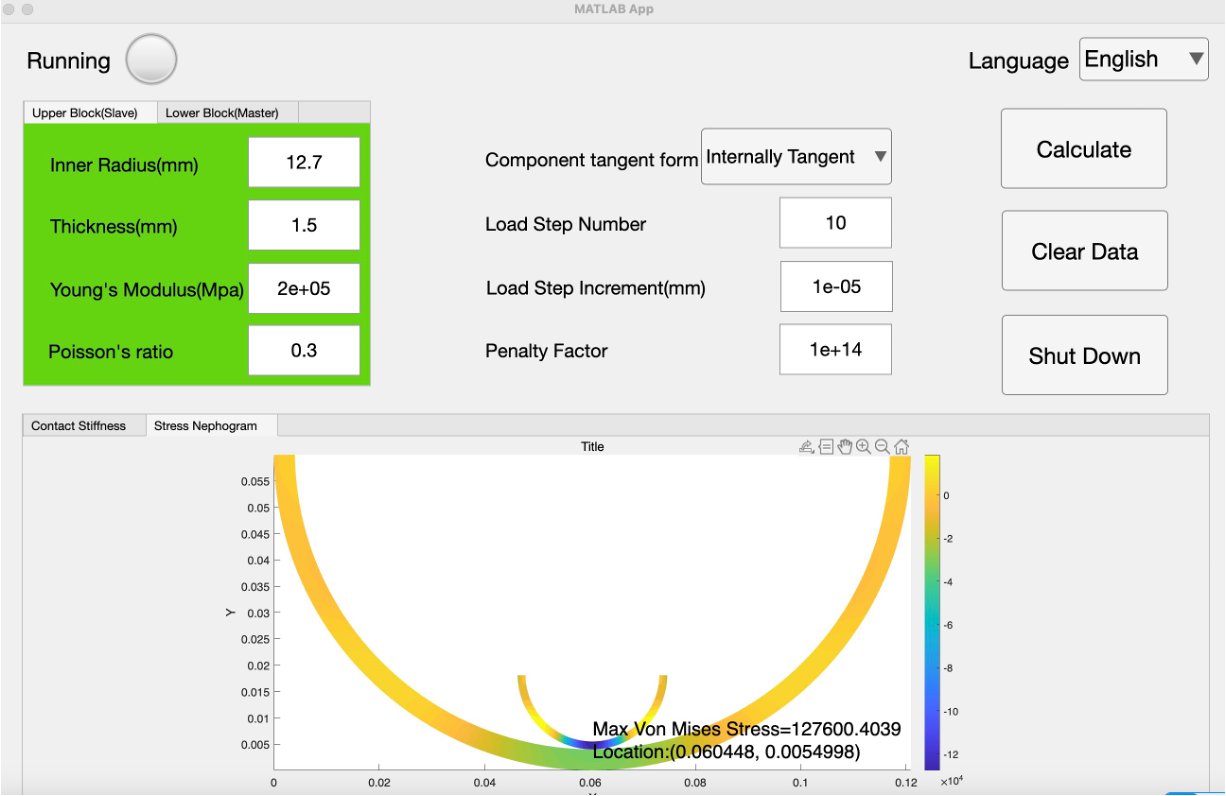 MATLAB App
Running
Language English
Upper Block(Slave) Lower Block(Master)
Inner Radius(mm) 12.7
Thickness(mm) 1.5
Young's Modulus(Mpa) 2e+05
Poisson's ratio 0.3
Component tangent form Internally Tangent
Load Step Number 10
Load Step Increment(mm) 1e-05
Penalty Factor 1e+14
Calculate
Clear Data
Shut Down
Contact Stiffness Stress Nephogram
Title
0.055
0.05
0.045
0.04
0.035
0.03
0.025
0.02
0.015
0.01
0.005
Y
Max Von Mises Stress=127600.4039
Location:(0.060448, 0.0054998)
0 0.02 0.04 0.06 0.08 0.1 0.12
0
-2
-4
-6
-8
-10
-12
×10⁴